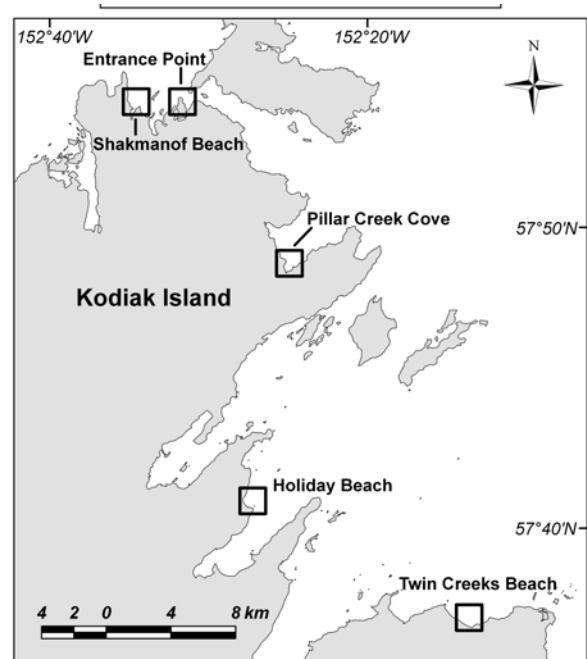 152°40'W
152°20'W
Entrance Point
N
Shakmanof Beach
Pillar Creek Cove
57°50'N
Kodiak Island
Holiday Beach
57°40'N
Twin Creeks Beach
4 2 0 4 8 km